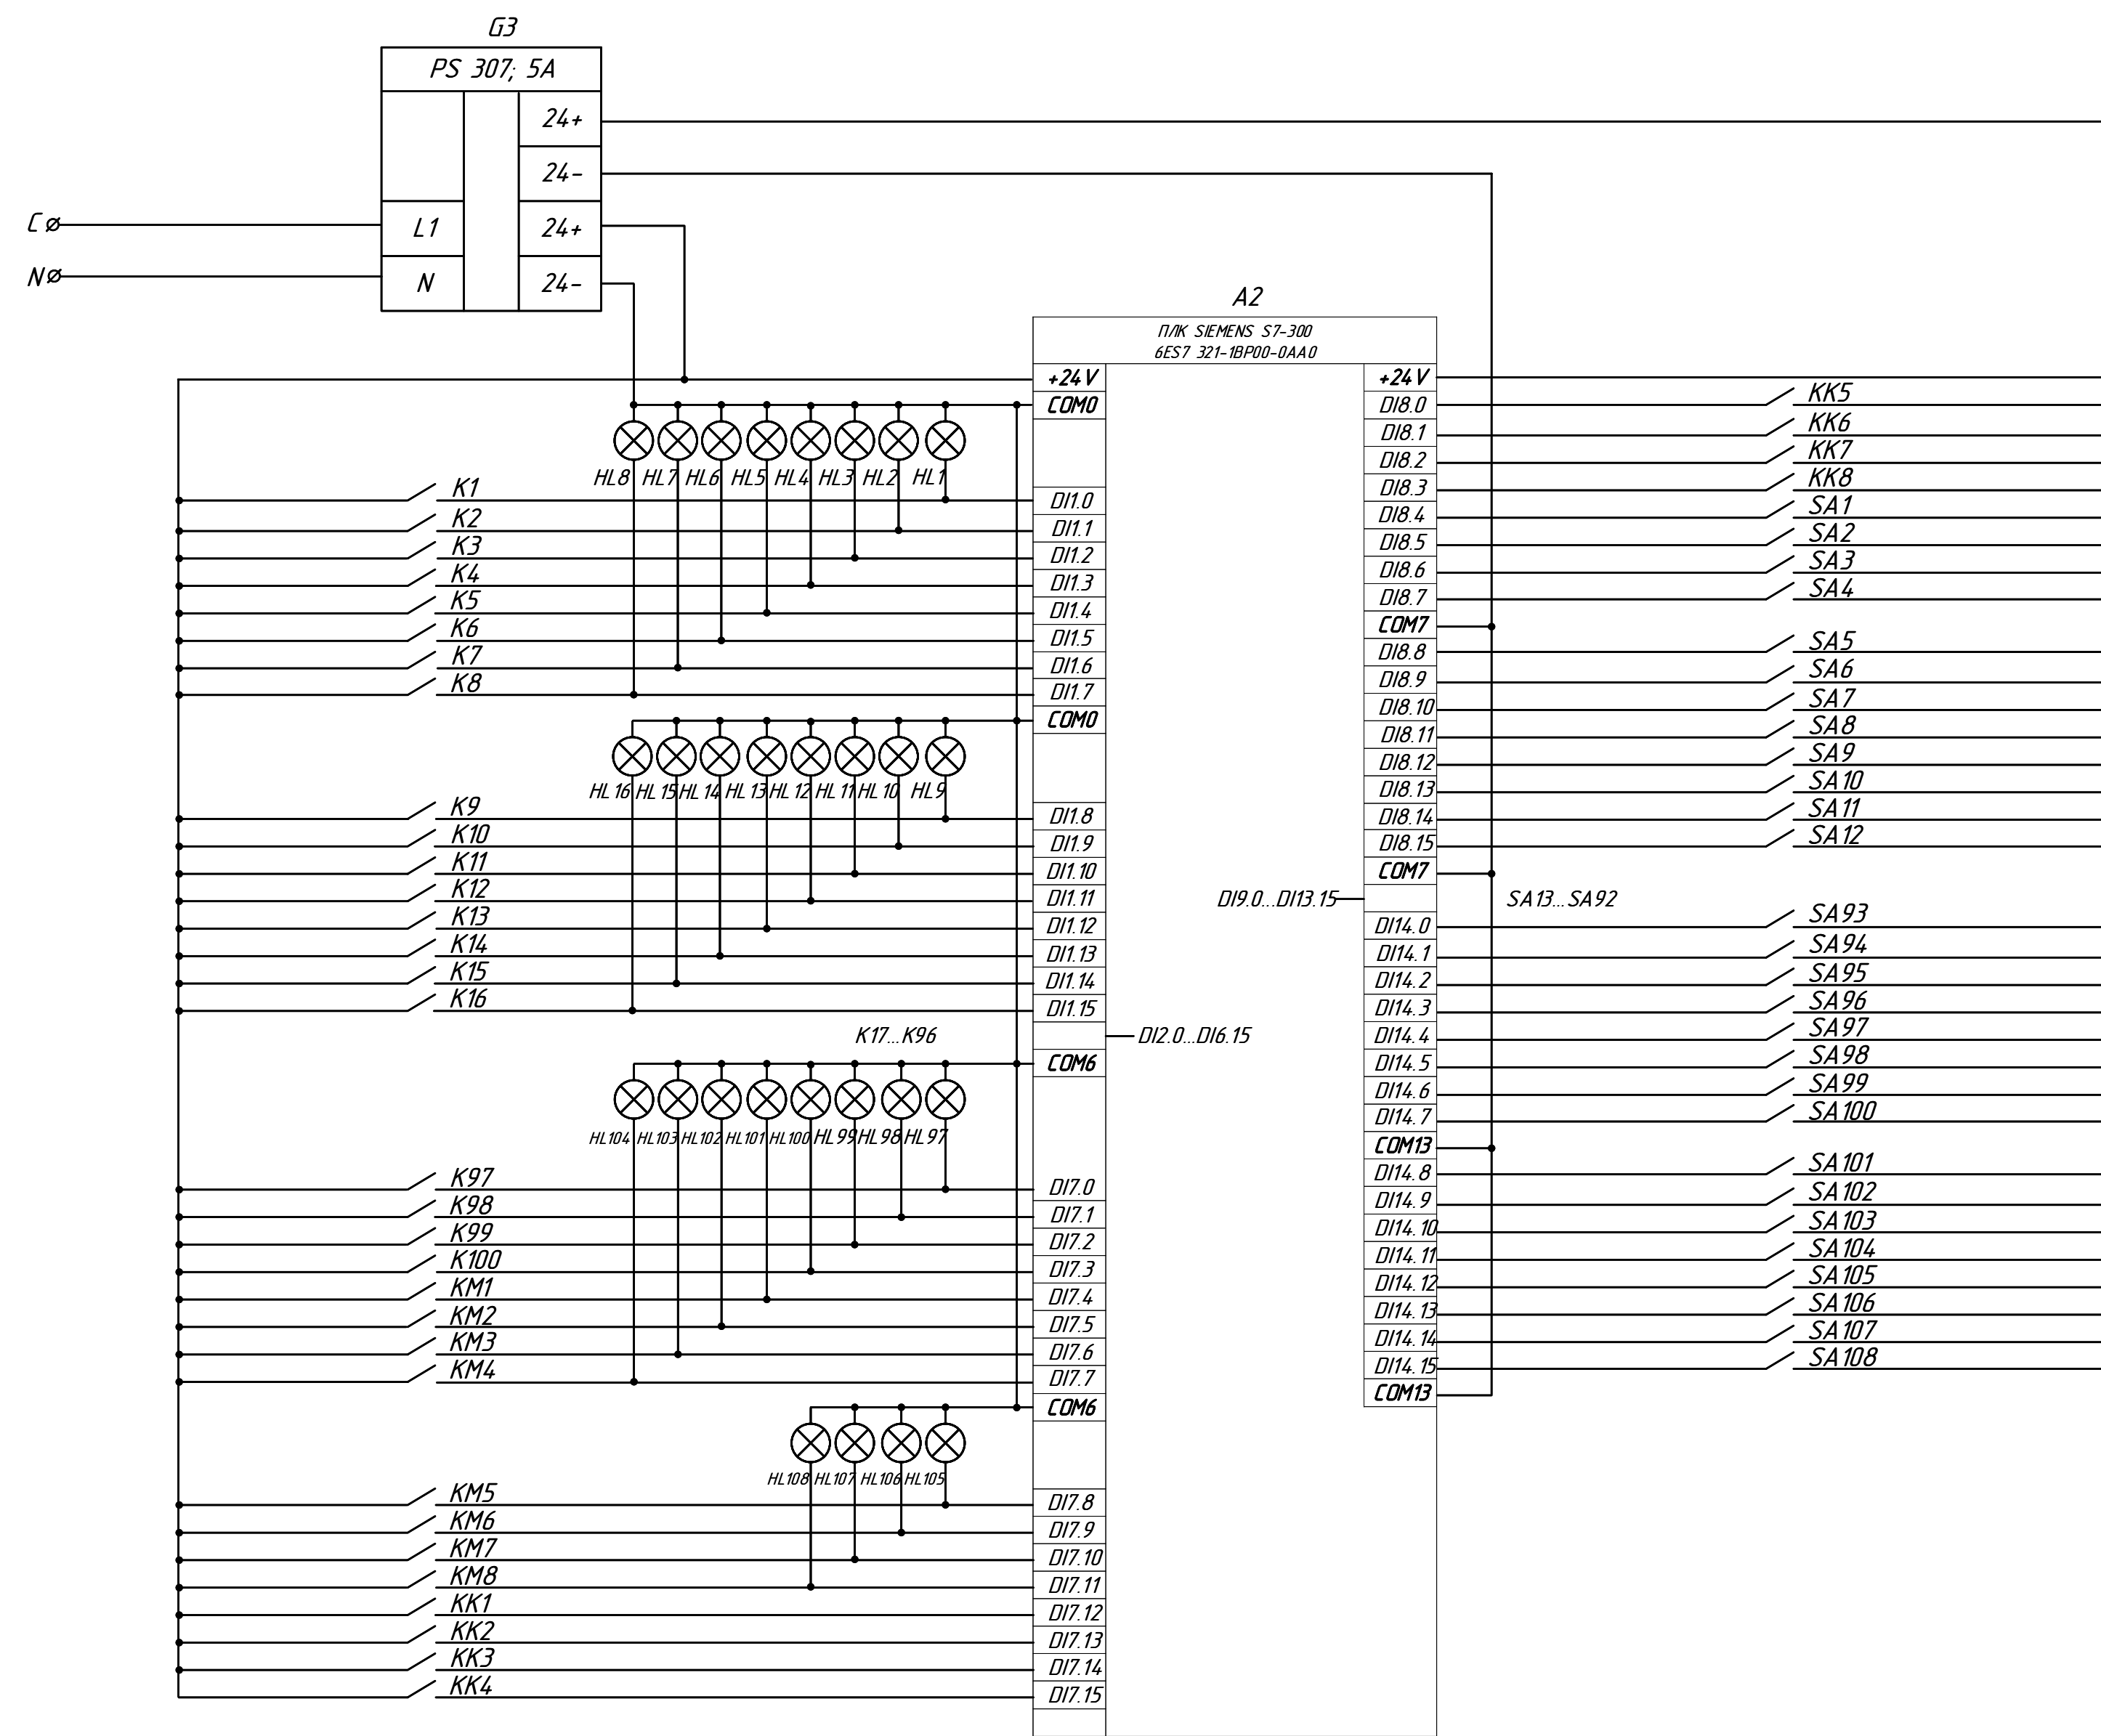 G3
PS 307; 5A
24+
24-
C
L1
24+
N
N
24-
A2
ПЛК SIEMENS S7-300
6ES7 321-1BP00-0AA0
+24V
COM0
HL8 HL7 HL6 HL5 HL4 HL3 HL2 HL1
K1 DI1.0
K2 DI1.1
K3 DI1.2
K4 DI1.3
K5 DI1.4
K6 DI1.5
K7 DI1.6
K8 DI1.7
COM0
HL16 HL15 HL14 HL13 HL12 HL11 HL10 HL9
K9 DI1.8
K10 DI1.9
K11 DI1.10
K12 DI1.11
K13 DI1.12
K14 DI1.13
K15 DI1.14
K16 DI1.15
K17...K96 DI2.0...DI6.15
COM6
HL104 HL103 HL102 HL101 HL100 HL99 HL98 HL97
K97 DI7.0
K98 DI7.1
K99 DI7.2
K100 DI7.3
KM1 DI7.4
KM2 DI7.5
KM3 DI7.6
KM4 DI7.7
COM6
HL108 HL107 HL106 HL105
KM5 DI7.8
KM6 DI7.9
KM7 DI7.10
KM8 DI7.11
KK1 DI7.12
KK2 DI7.13
KK3 DI7.14
KK4 DI7.15
+24V
DI8.0 KK5
DI8.1 KK6
DI8.2 KK7
DI8.3 KK8
DI8.4 SA1
DI8.5 SA2
DI8.6 SA3
DI8.7 SA4
COM7
DI8.8 SA5
DI8.9 SA6
DI8.10 SA7
DI8.11 SA8
DI8.12 SA9
DI8.13 SA10
DI8.14 SA11
DI8.15 SA12
COM7
DI9.0...DI13.15 SA13...SA92
DI14.0 SA93
DI14.1 SA94
DI14.2 SA95
DI14.3 SA96
DI14.4 SA97
DI14.5 SA98
DI14.6 SA99
DI14.7 SA100
COM13
DI14.8 SA101
DI14.9 SA102
DI14.10 SA103
DI14.11 SA104
DI14.12 SA105
DI14.13 SA106
DI14.14 SA107
DI14.15 SA108
COM13